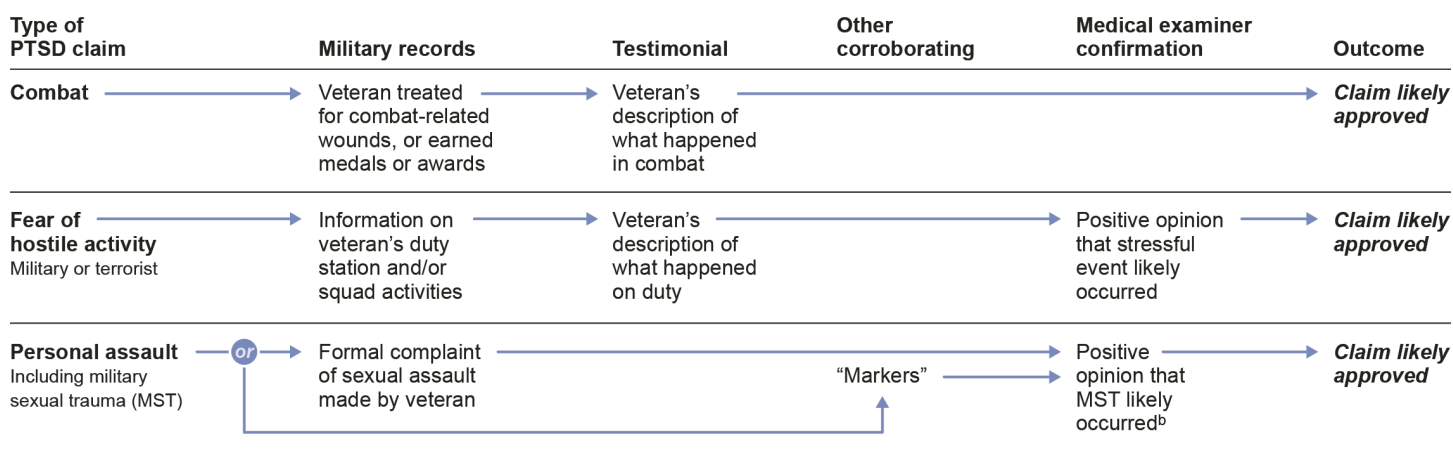 Type of
PTSD claim
Military records
Testimonial
Other
corroborating
Medical examiner
confirmation
Outcome
Combat
Veteran treated
for combat-related
wounds, or earned
medals or awards
Veteran’s
description of
what happened
in combat
Claim likely
approved
Fear of
hostile activity
Military or terrorist
Information on
veteran’s duty
station and/or
squad activities
Veteran’s
description of
what happened
on duty
Positive opinion
that stressful
event likely
occurred
Claim likely
approved
Personal assault
Including military
sexual trauma (MST)
or
Formal complaint
of sexual assault
made by veteran
“Markers”
Positive
opinion that
MST likely
occurredᵇ
Claim likely
approved